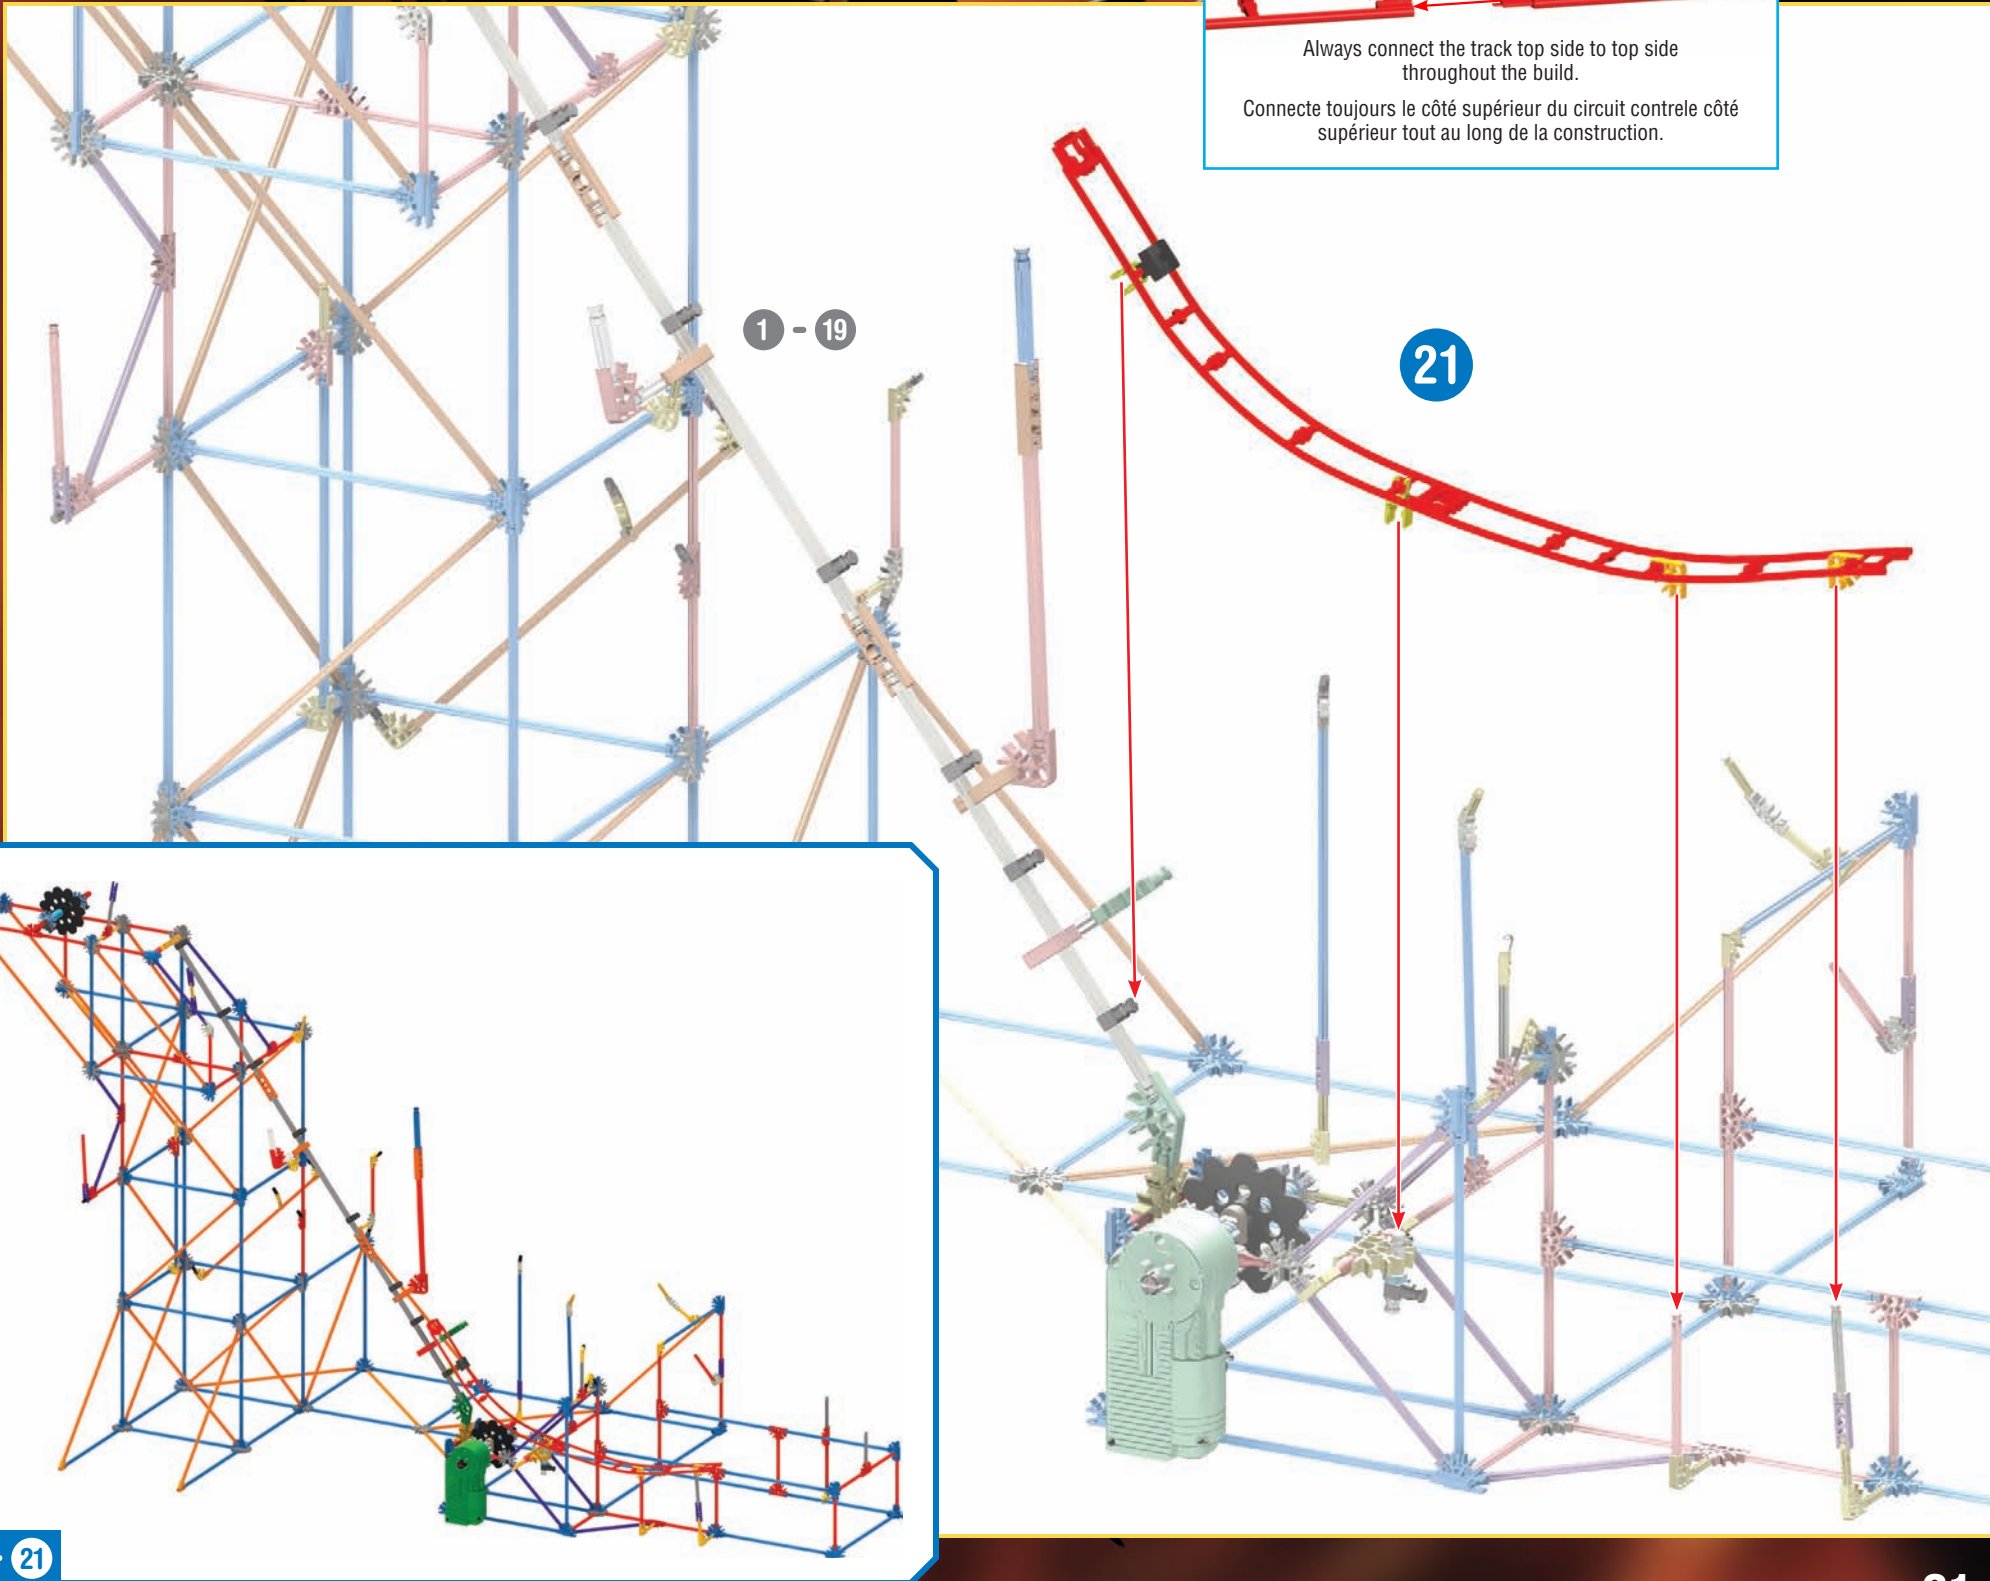 Always connect the track top side to top side
throughout the build.
Connecte toujours le côté supérieur du circuit contrele côté
supérieur tout au long de la construction.
1 - 19
21
21